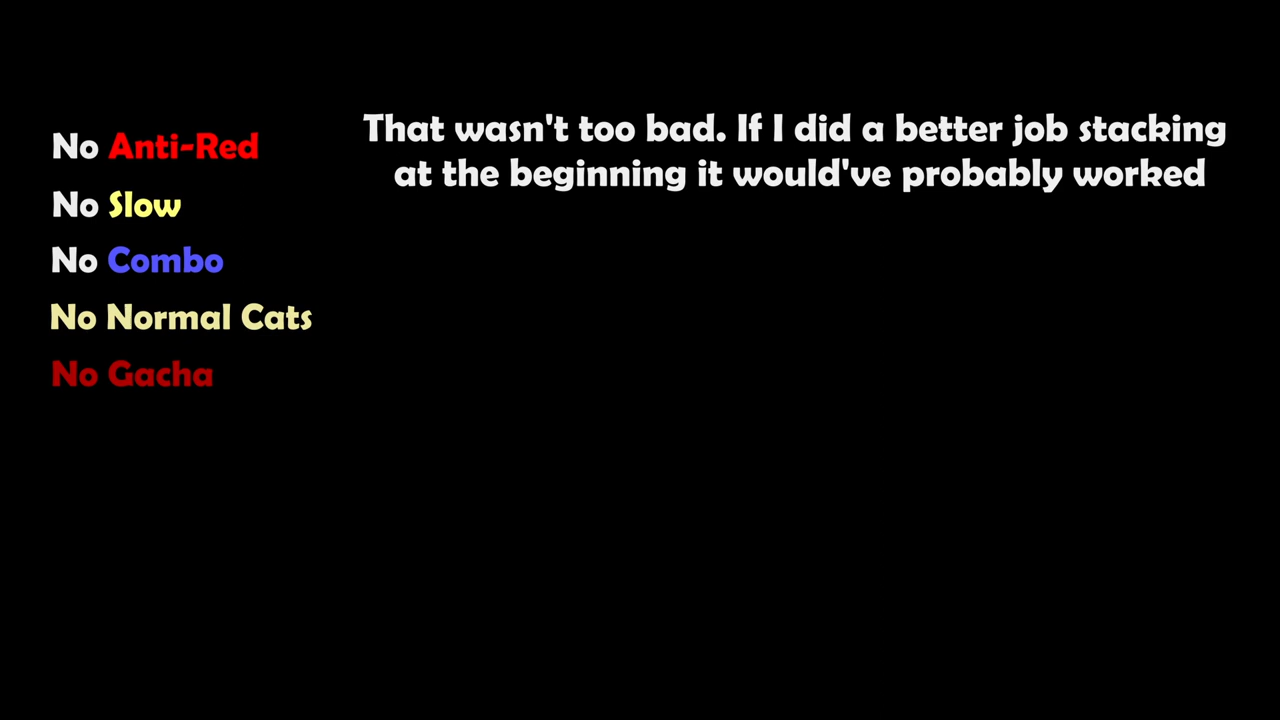 No Anti-Red
No Slow
No Combo
No Normal Cats
No Gacha
That wasn't too bad. If I did a better job stacking
at the beginning it would've probably worked